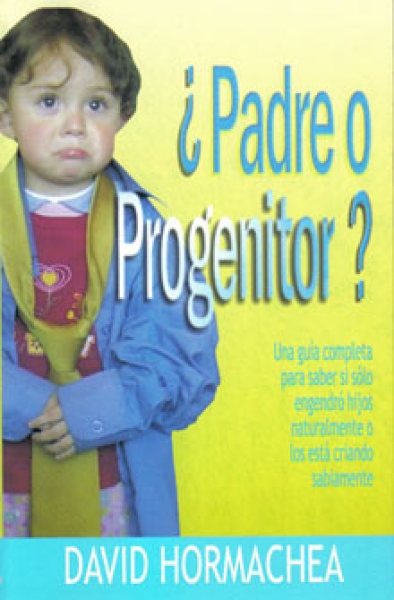 ¿Padre o
Progenitor?
Una guía completa
para saber si sólo
engendró hijos
naturalmente o
los está criando
sabiamente
DAVID HORMACHEA